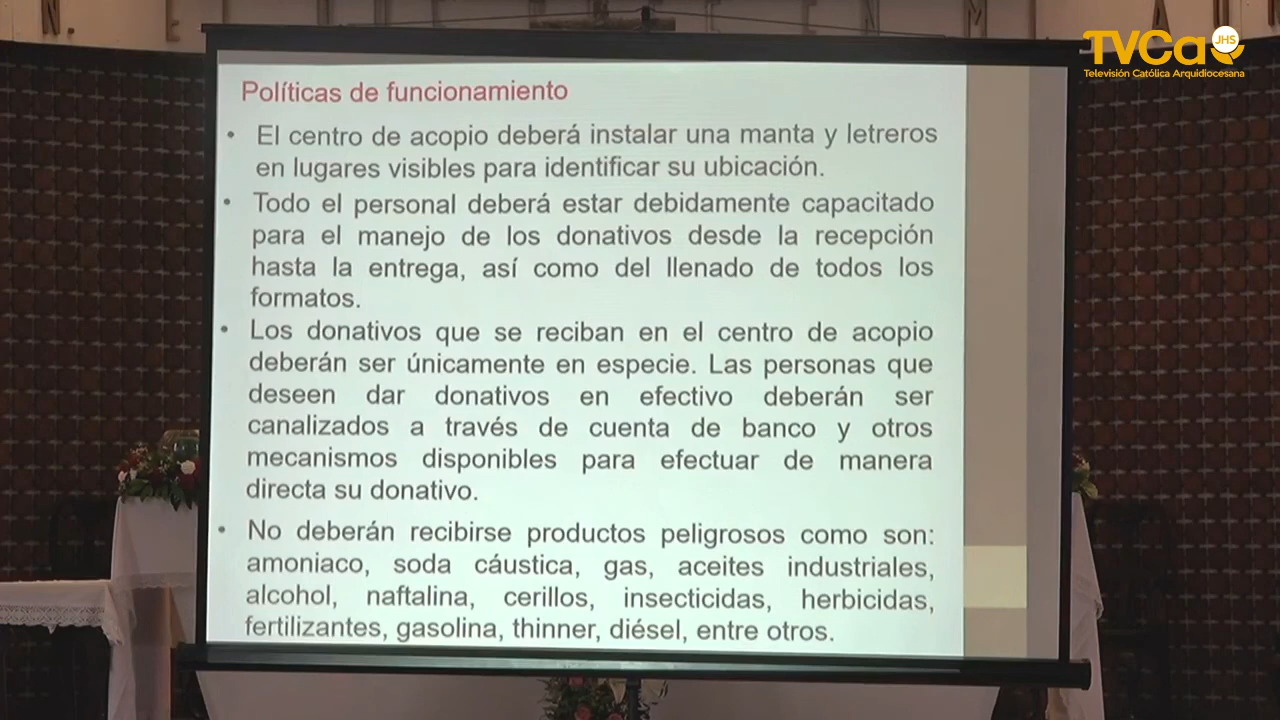 TVCa
JHS
Televisión Católica Arquidiocesana
Políticas de funcionamiento
• El centro de acopio deberá instalar una manta y letreros
en lugares visibles para identificar su ubicación.
• Todo el personal deberá estar debidamente capacitado
para el manejo de los donativos desde la recepción
hasta la entrega, así como del llenado de todos los
formatos.
• Los donativos que se reciban en el centro de acopio
deberán ser únicamente en especie. Las personas que
deseen dar donativos en efectivo deberán ser
canalizados a través de cuenta de banco y otros
mecanismos disponibles para efectuar de manera
directa su donativo.
• No deberán recibirse productos peligrosos como son:
amoniaco, soda cáustica, gas, aceites industriales,
alcohol, naftalina, cerillos, insecticidas, herbicidas,
fertilizantes, gasolina, thinner, diésel, entre otros.